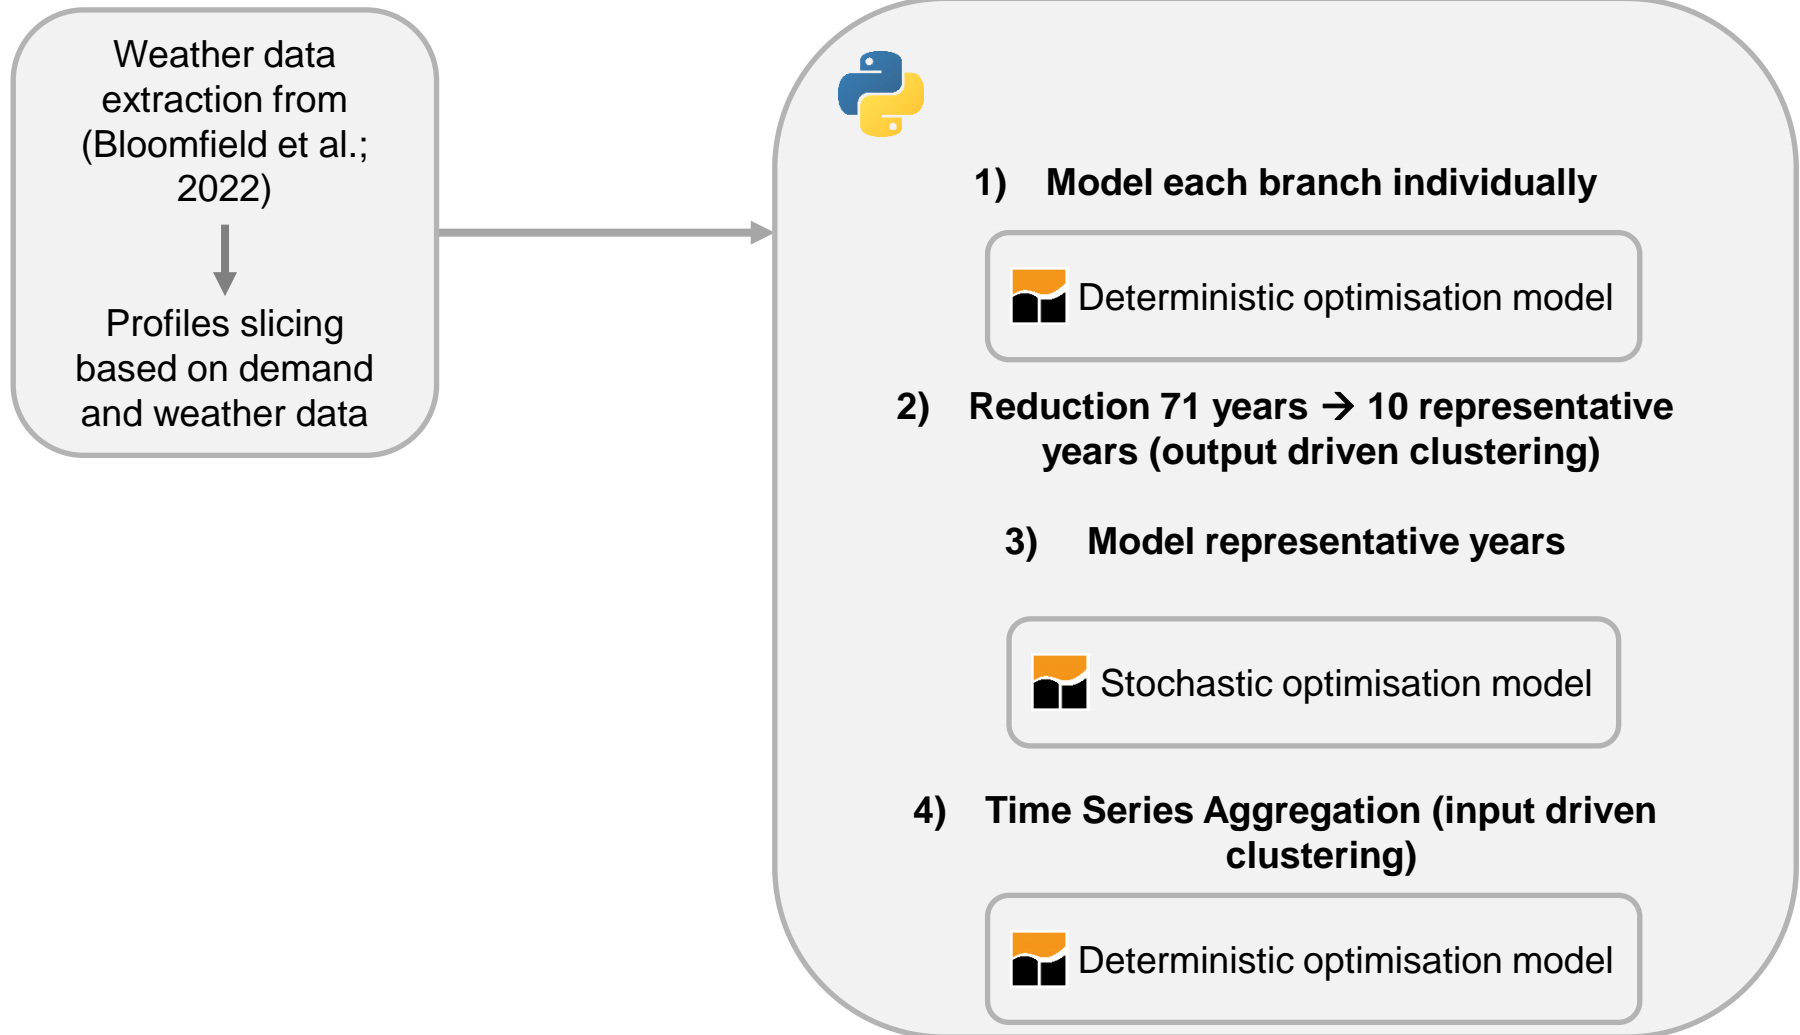 Weather data
extraction from
(Bloomfield et al.;
2022)
Profiles slicing
based on demand
and weather data
1) Model each branch individually
Deterministic optimisation model
2) Reduction 71 years → 10 representative
years (output driven clustering)
3) Model representative years
Stochastic optimisation model
4) Time Series Aggregation (input driven
clustering)
Deterministic optimisation model